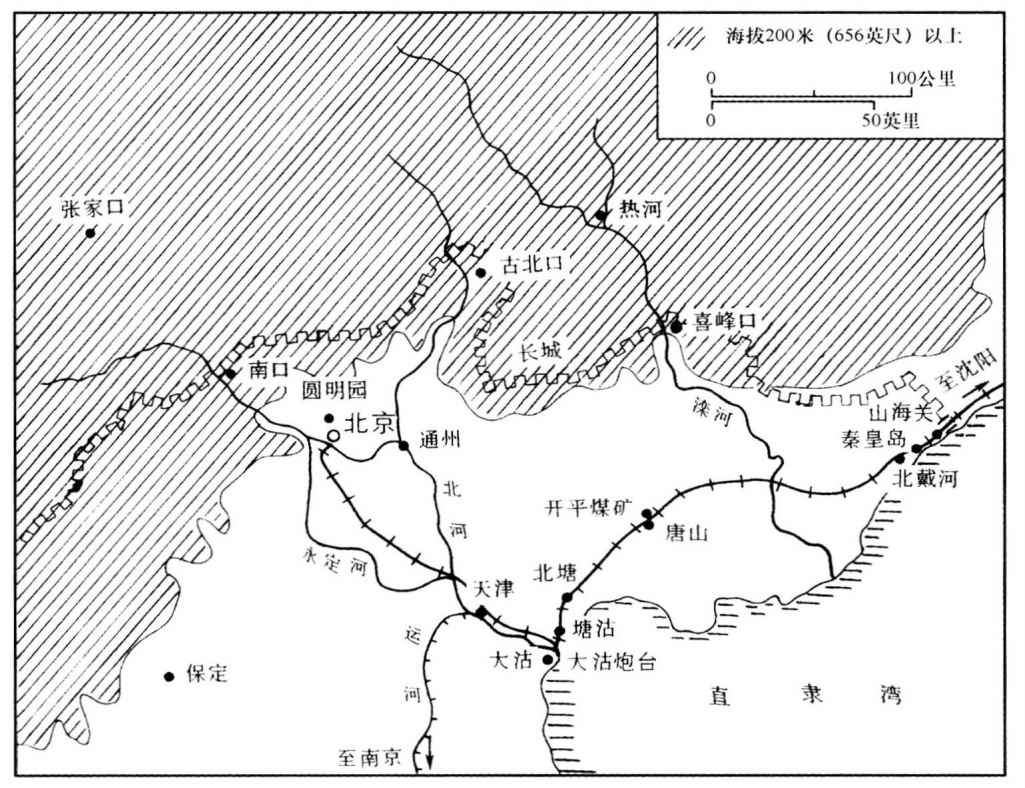 海拔200米（656英尺）以上
0 100公里
0 50英里
张家口
热河
古北口
喜峰口
长城
南口
圆明园
至沈阳
滦河
山海关
北京
通州
秦皇岛
北戴河
北河
开平煤矿
唐山
永定河
北塘
天津
塘沽
运河
大沽
大沽炮台
保定
直隶湾
至南京